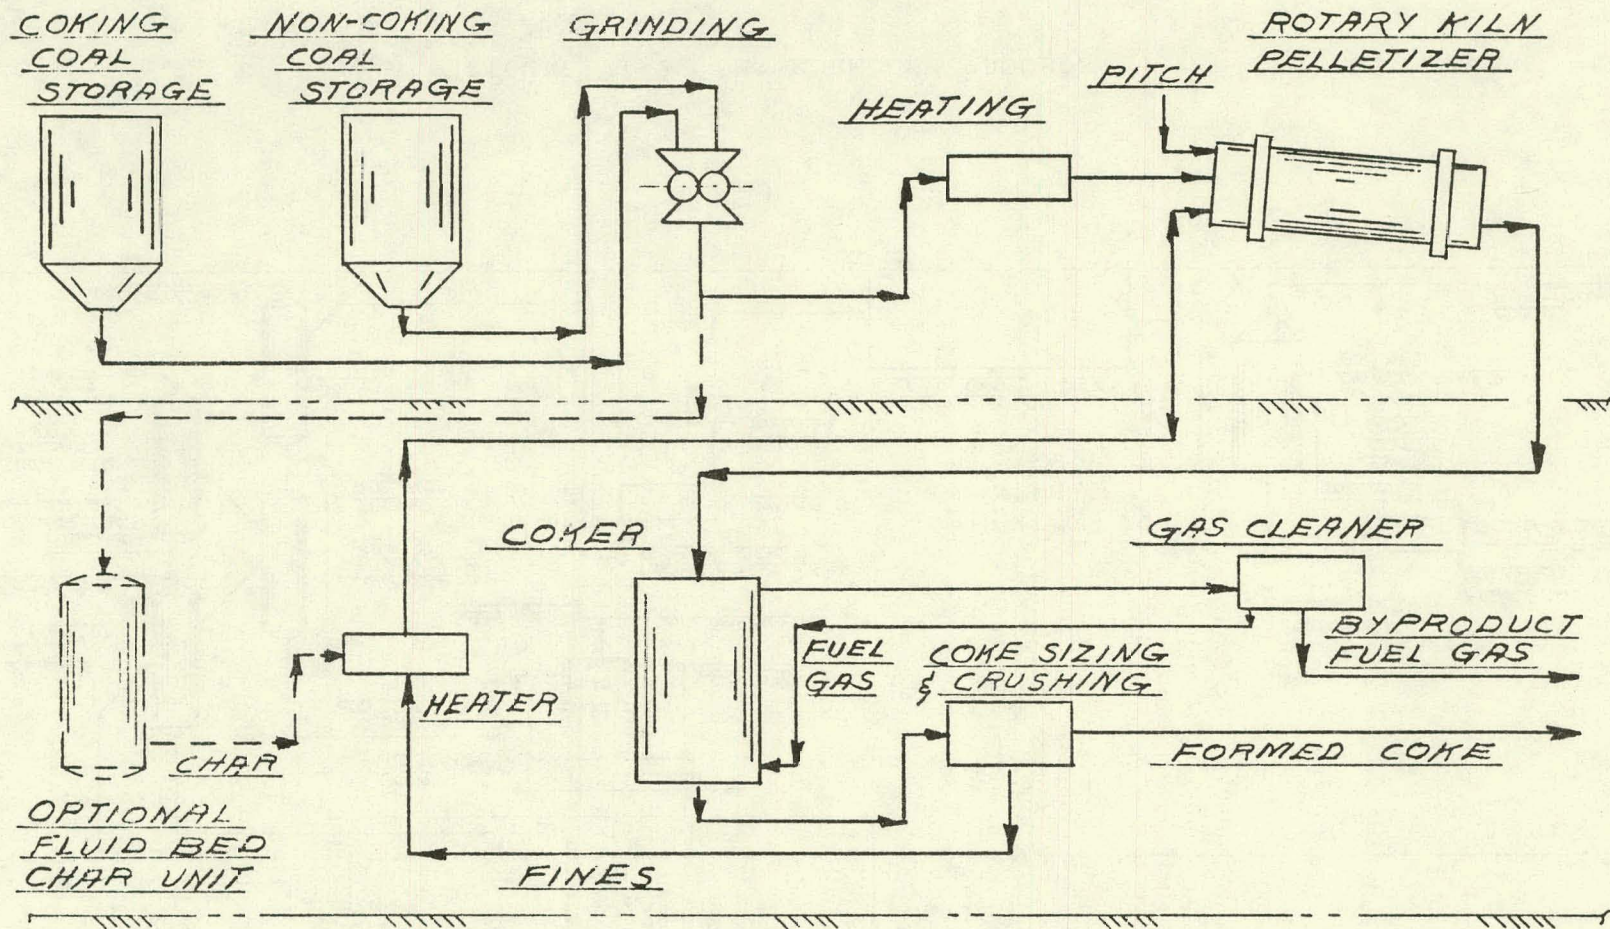 COKING
COAL
STORAGE
NON-COKING
COAL
STORAGE
GRINDING
HEATING
PITCH
ROTARY KILN
PELLETIZER
COKER
GAS CLEANER
BYPRODUCT
FUEL GAS
FUEL
GAS
COKE SIZING
& CRUSHING
HEATER
CHAR
FORMED COKE
OPTIONAL
FLUID BED
CHAR UNIT
FINES